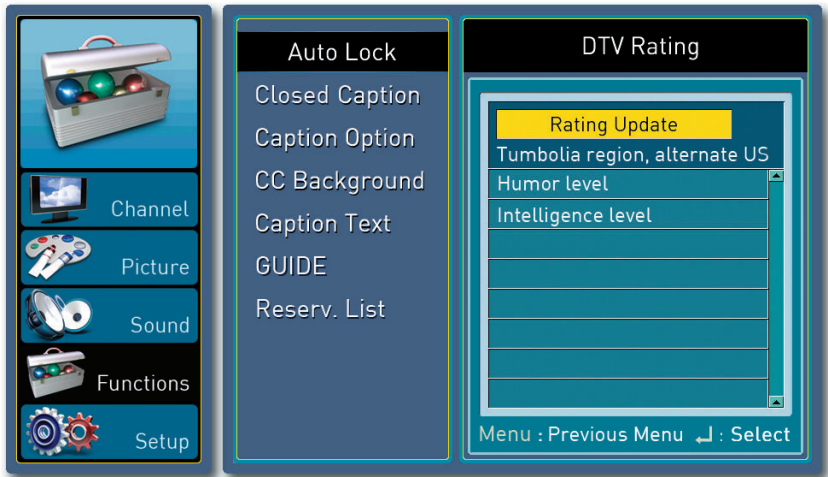 Channel
Picture
Sound
Functions
Setup
Auto Lock
Closed Caption
Caption Option
CC Background
Caption Text
GUIDE
Reserv. List
DTV Rating
Rating Update
Tumbolia region, alternate US
Humor level
Intelligence level
Menu : Previous Menu ↵ : Select